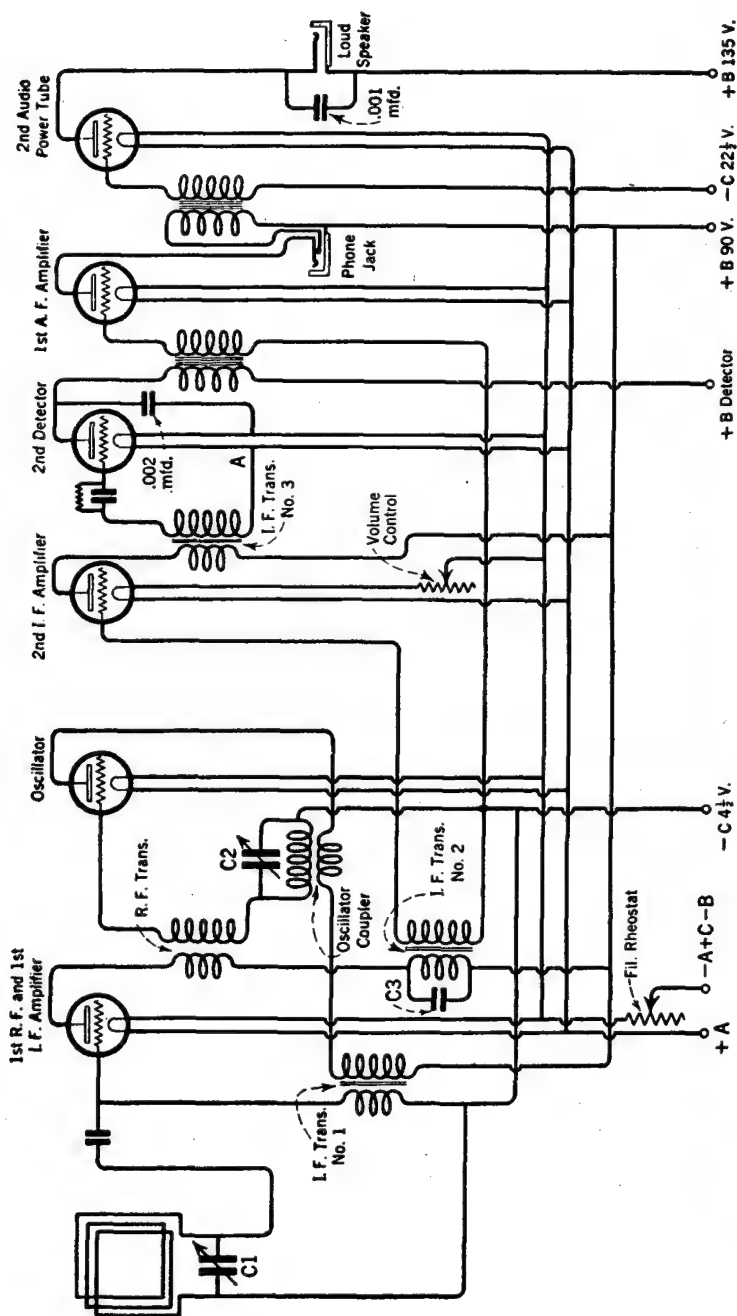 1st R. F. and 1st
I. F. Amplifier
Oscillator
2nd I. F. Amplifier
2nd Detector
1st A. F. Amplifier
2nd Audio
Power Tube
R. F. Trans.
C2
Oscillator
Coupler
C1
I. F. Trans.
No. 1
C3
I. F. Trans.
No. 2
.002
mfd.
A
I. F. Trans.
No. 3
Volume
Control
Phone
Jack
Loud
Speaker
.001
mfd.
Fil. Rheostat
+ A
-A+C-B
-C 4½ V.
+ B Detector
+ B 90 V.
-C 22½ V.
+ B 135 V.